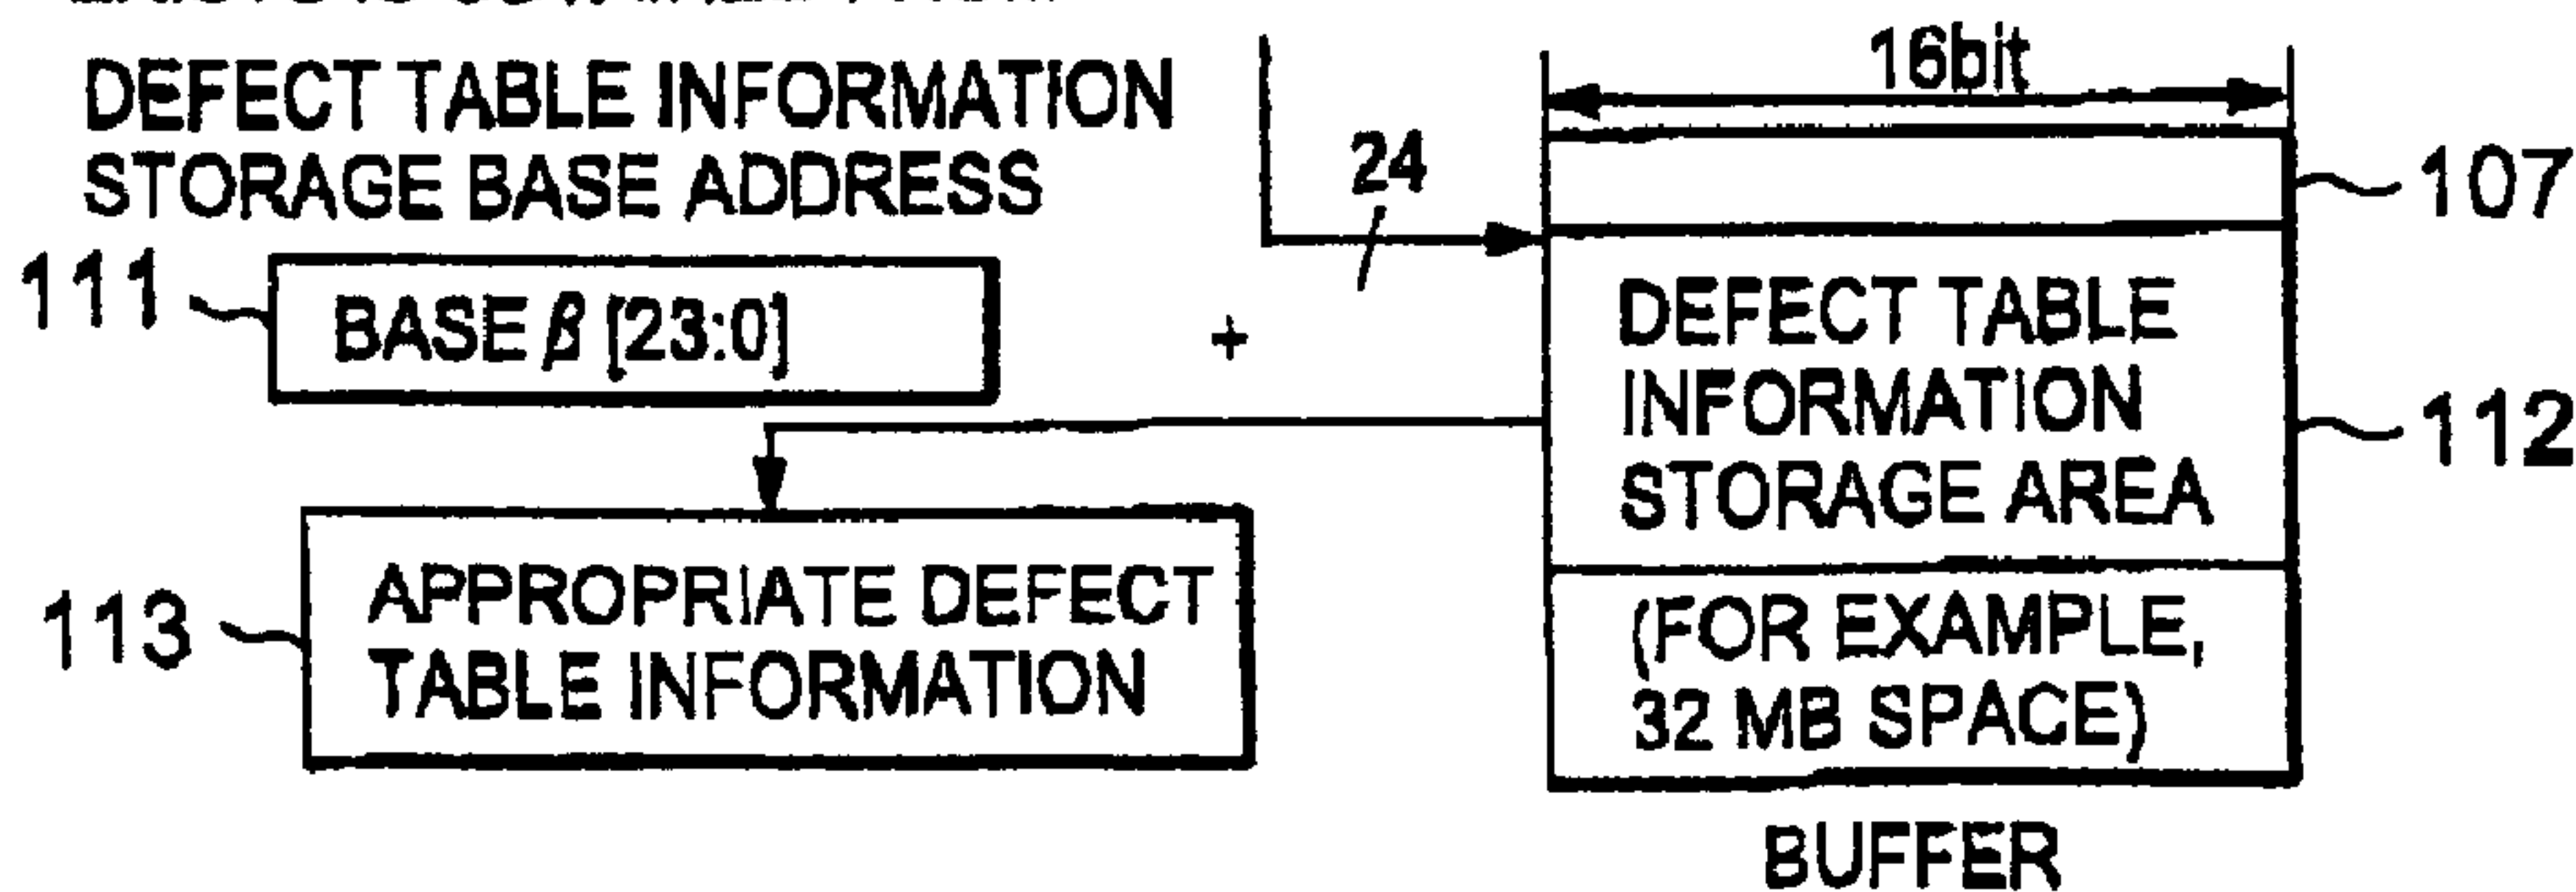 DEFECT TABLE INFORMATION
STORAGE BASE ADDRESS
16bit
24
107
111
BASE β [23:0]
+
DEFECT TABLE
INFORMATION
STORAGE AREA
112
113
APPROPRIATE DEFECT
TABLE INFORMATION
(FOR EXAMPLE,
32 MB SPACE)
BUFFER